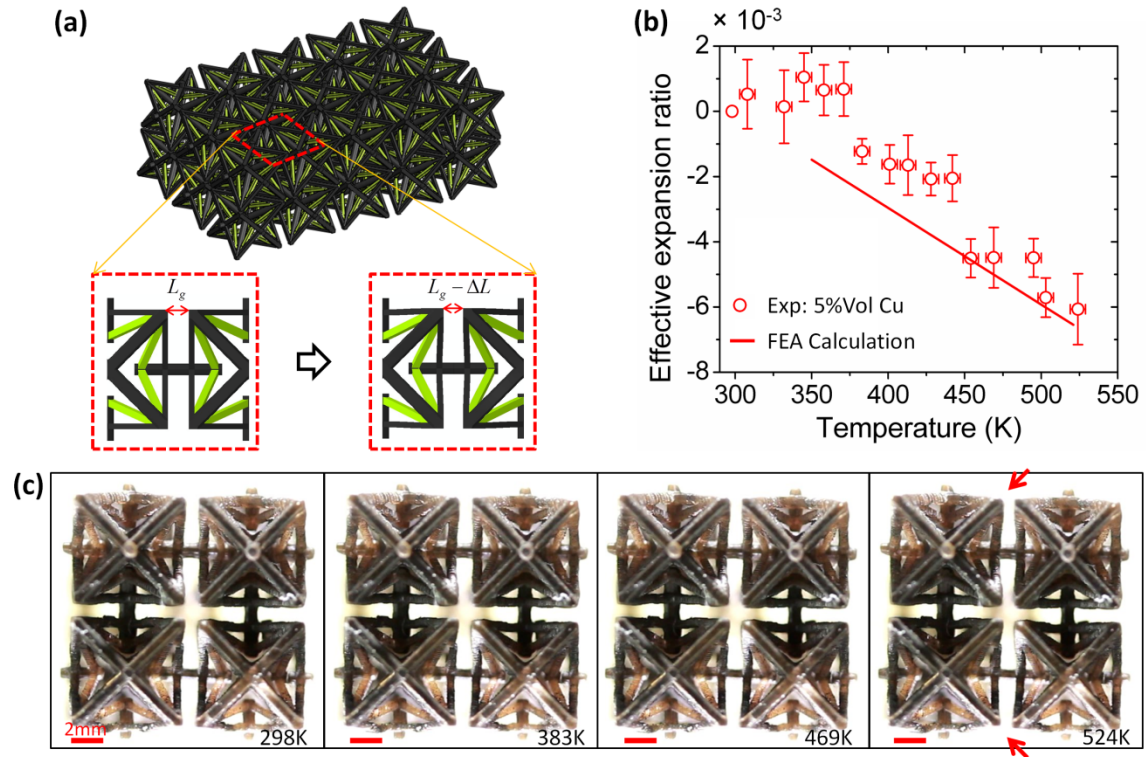 (a)
L_g
L_g − ΔL
(b)
× 10⁻³
2
0
-2
-4
-6
-8
Effective expansion ratio
Exp: 5%Vol Cu
FEA Calculation
300 350 400 450 500 550
Temperature (K)
(c)
2mm
298K
383K
469K
524K